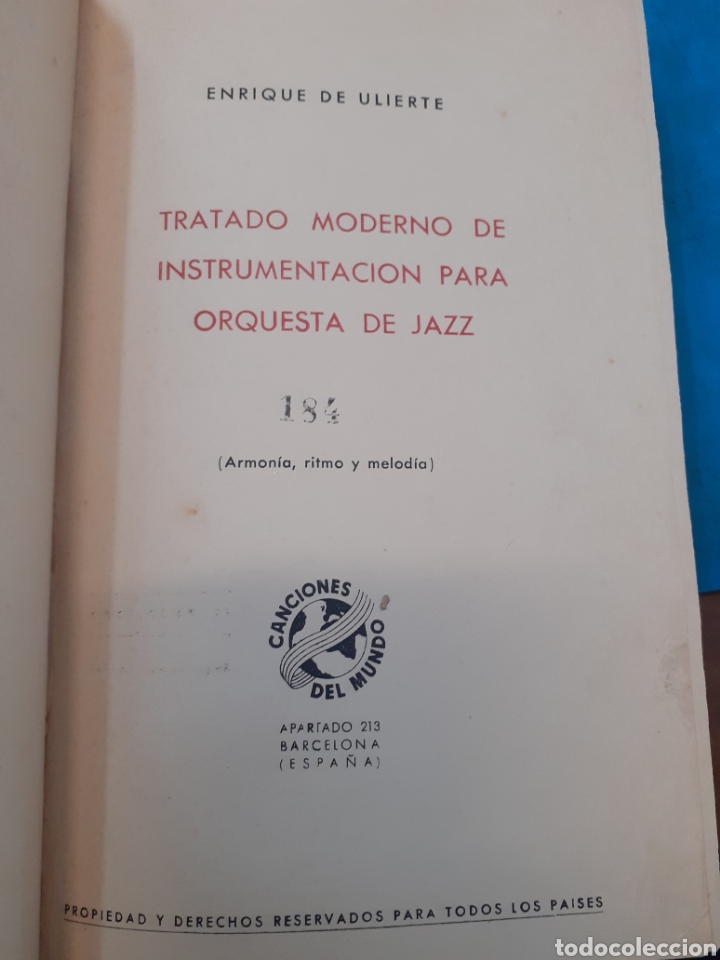 ENRIQUE DE ULIERTE
TRATADO MODERNO DE
INSTRUMENTACION PARA
ORQUESTA DE JAZZ
184
(Armonía, ritmo y melodía)
CANCIONES
DEL MUNDO
APARTADO 213
BARCELONA
(ESPAÑA)
PROPIEDAD Y DERECHOS RESERVADOS PARA TODOS LOS PAISES
todocoleccion